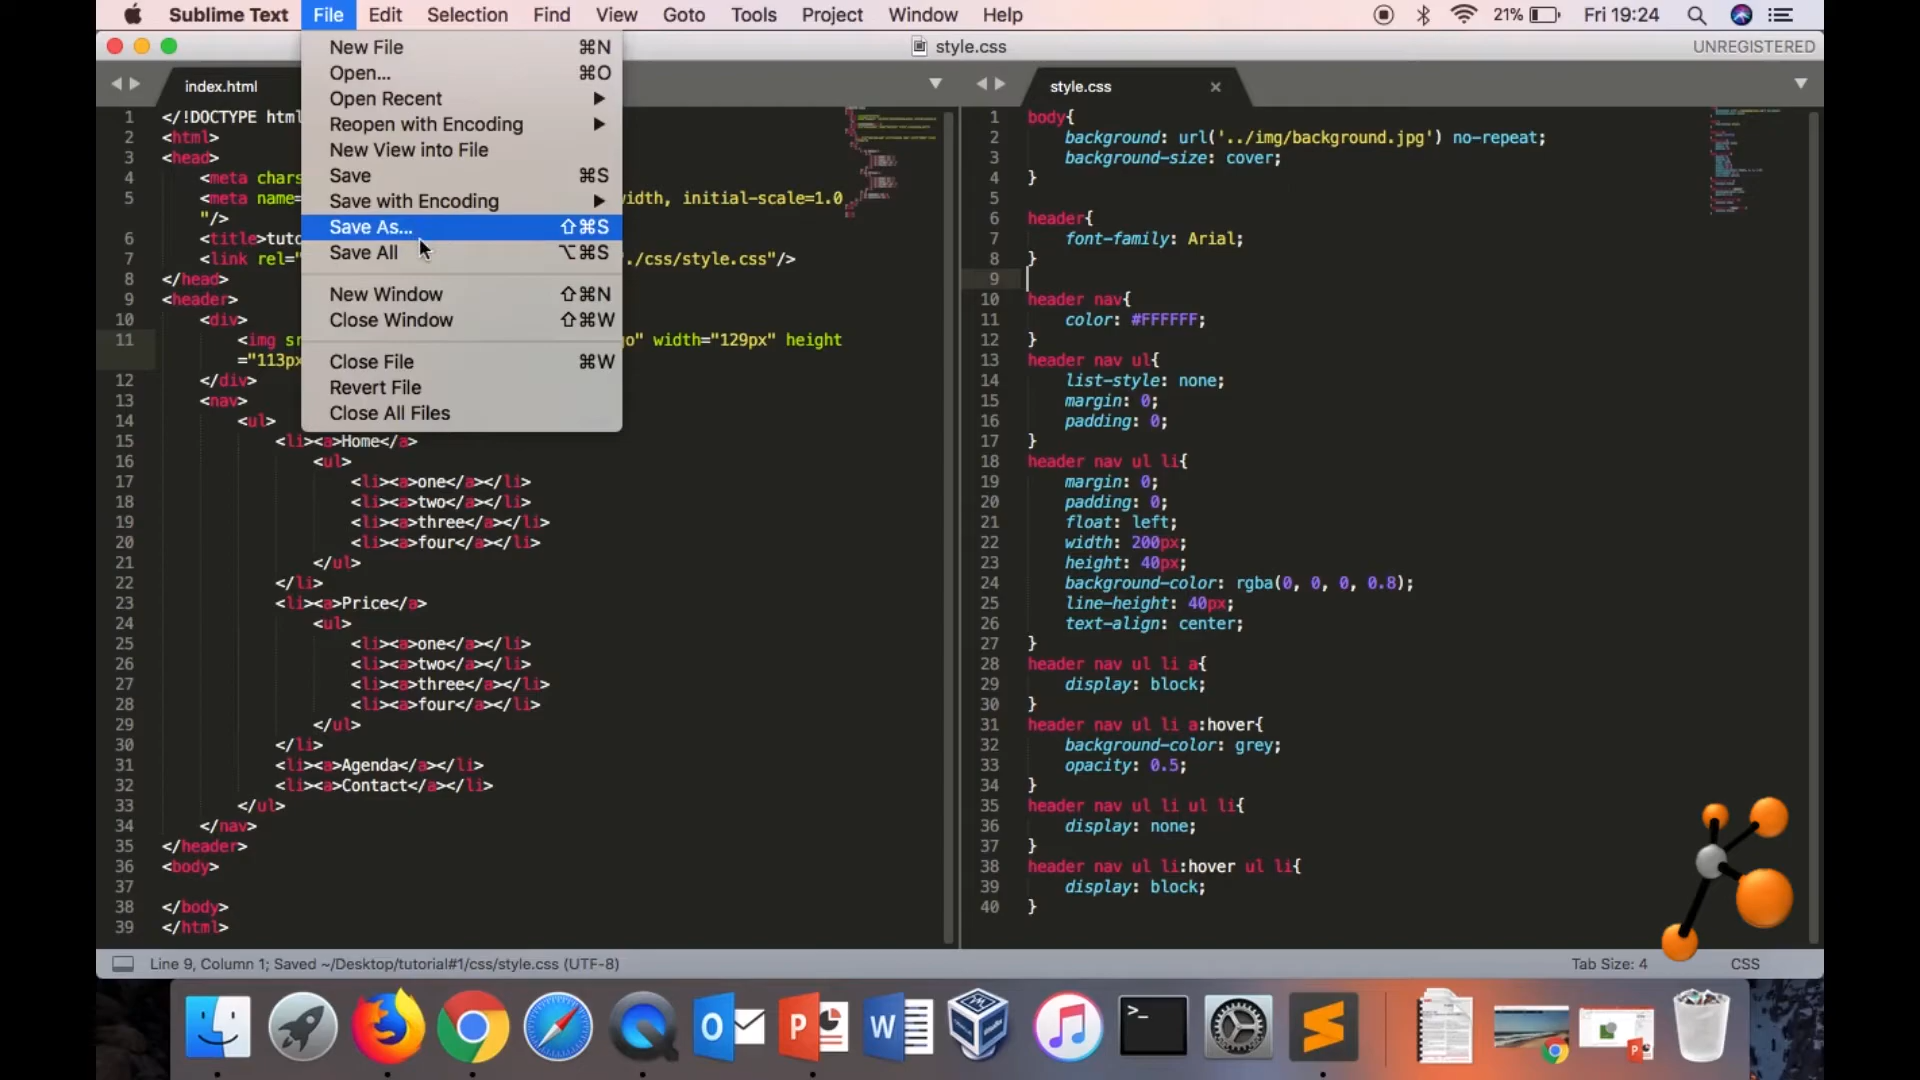 Sublime Text File Edit Selection Find View Goto Tools Project Window Help 21% Fri 19:24
style.css UNREGISTERED
New File ⌘N
Open... ⌘O
Open Recent ▶
Reopen with Encoding ▶
New View into File
Save ⌘S
Save with Encoding ▶
Save As... ⇧⌘S
Save All ⌥⌘S
New Window ⇧⌘N
Close Window ⇧⌘W
Close File ⌘W
Revert File
Close All Files
index.html
1 </!DOCTYPE html
2 <html>
3 <head>
4 <meta chars
5 <meta name= width, initial-scale=1.0
"/>
6 <title>tuto
7 <link rel=" ./css/style.css"/>
8 </head>
9 <header>
10 <div>
11 <img sr go" width="129px" height
="113px
12 </div>
13 <nav>
14 <ul>
15 <li><a>Home</a>
16 <ul>
17 <li><a>one</a></li>
18 <li><a>two</a></li>
19 <li><a>three</a></li>
20 <li><a>four</a></li>
21 </ul>
22 </li>
23 <li><a>Price</a>
24 <ul>
25 <li><a>one</a></li>
26 <li><a>two</a></li>
27 <li><a>three</a></li>
28 <li><a>four</a></li>
29 </ul>
30 </li>
31 <li><a>Agenda</a></li>
32 <li><a>Contact</a></li>
33 </ul>
34 </nav>
35 </header>
36 <body>
37
38 </body>
39 </html>
style.css ×
1 body{
2 background: url('../img/background.jpg') no-repeat;
3 background-size: cover;
4 }
5
6 header{
7 font-family: Arial;
8 }
9
10 header nav{
11 color: #FFFFFF;
12 }
13 header nav ul{
14 list-style: none;
15 margin: 0;
16 padding: 0;
17 }
18 header nav ul li{
19 margin: 0;
20 padding: 0;
21 float: left;
22 width: 200px;
23 height: 40px;
24 background-color: rgba(0, 0, 0, 0.8);
25 line-height: 40px;
26 text-align: center;
27 }
28 header nav ul li a{
29 display: block;
30 }
31 header nav ul li a:hover{
32 background-color: grey;
33 opacity: 0.5;
34 }
35 header nav ul li ul li{
36 display: none;
37 }
38 header nav ul li:hover ul li{
39 display: block;
40 }
Line 9, Column 1; Saved ~/Desktop/tutorial#1/css/style.css (UTF-8) Tab Size: 4 CSS